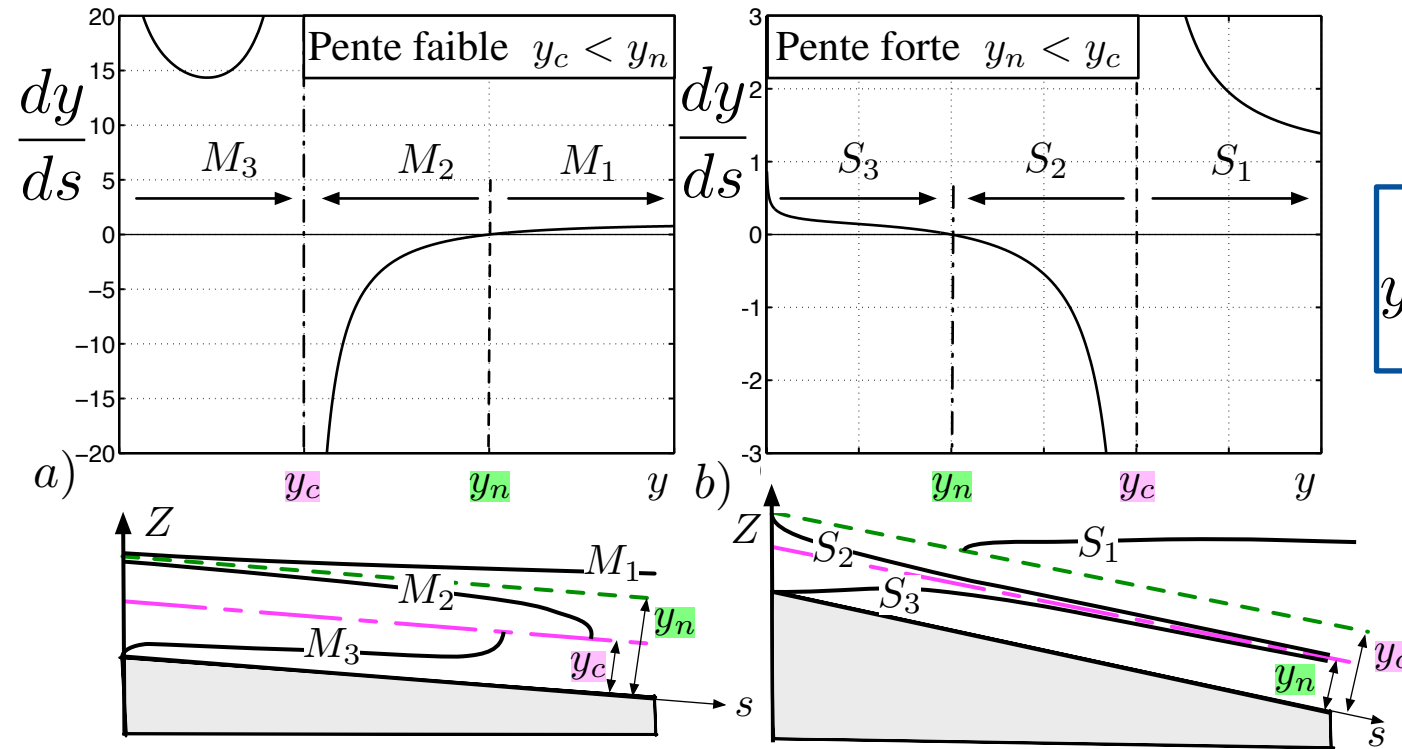 Pente faible y_c < y_n
dy/ds
20
15
10
5
0
−5
−10
−15
−20
M_3
M_2
M_1
a)
y_c
y_n
y
Pente forte y_n < y_c
dy/ds
3
2
1
0
-1
-2
-3
S_3
S_2
S_1
b)
y_n
y_c
y
y
Z
M_1
M_2
M_3
y_n
y_c
s
Z
S_2
S_1
S_3
y_n
y_c
s